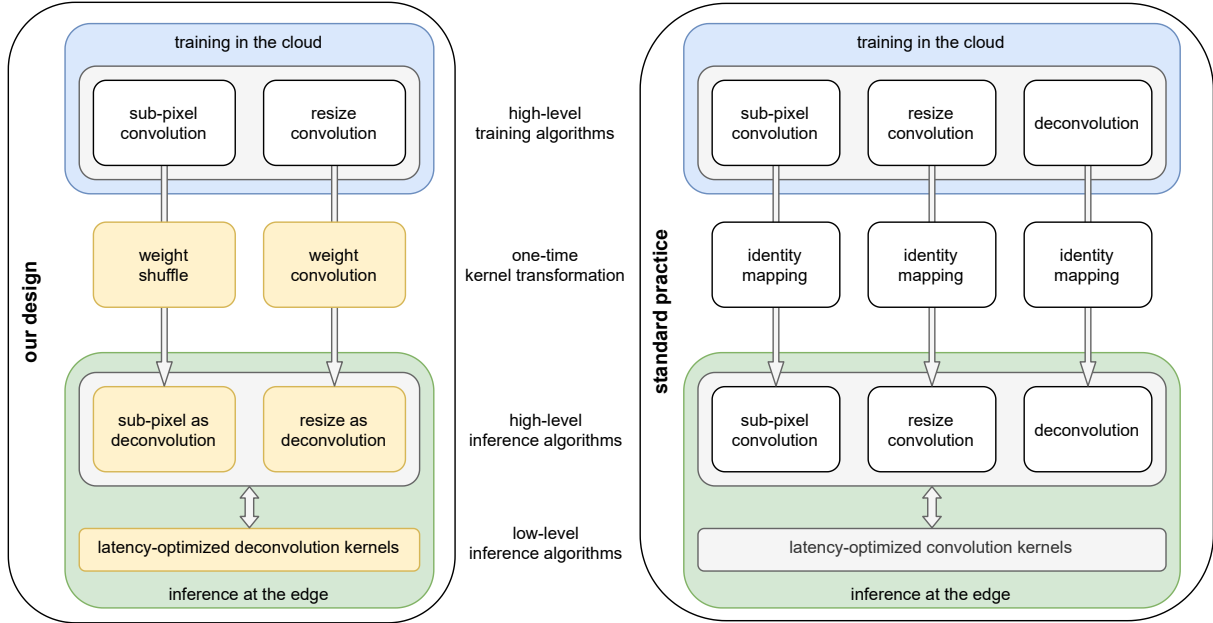 our design
training in the cloud
sub-pixel
convolution
resize
convolution
weight
shuffle
weight
convolution
sub-pixel as
deconvolution
resize as
deconvolution
latency-optimized deconvolution kernels
inference at the edge
high-level
training algorithms
one-time
kernel transformation
high-level
inference algorithms
low-level
inference algorithms
standard practice
training in the cloud
sub-pixel
convolution
resize
convolution
deconvolution
identity
mapping
identity
mapping
identity
mapping
sub-pixel
convolution
resize
convolution
deconvolution
latency-optimized convolution kernels
inference at the edge